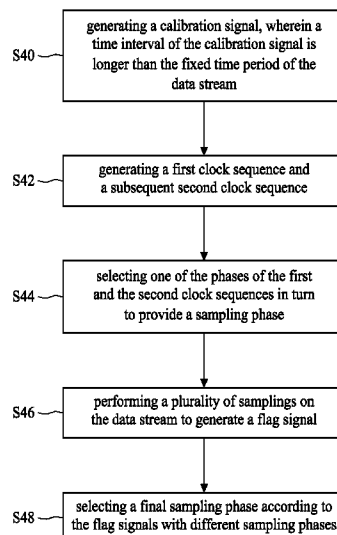 S40
generating a calibration signal, wherein a
time interval of the calibration signal is
longer than the fixed time period of the
data stream
S42
generating a first clock sequence and
a subsequent second clock sequence
S44
selecting one of the phases of the first
and the second clock sequences in turn
to provide a sampling phase
S46
performing a plurality of samplings on
the data stream to generate a flag signal
S48
selecting a final sampling phase according to
the flag signals with different sampling phases